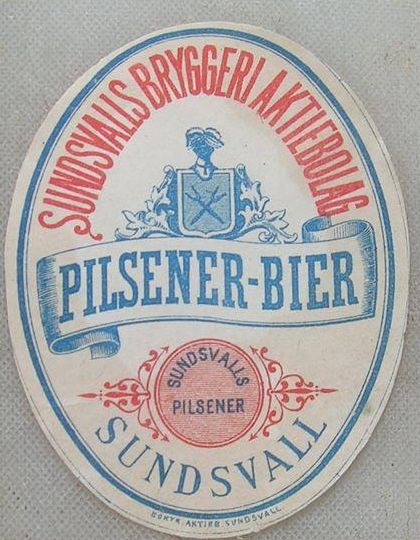 SUNDSVALLS BRYGGERI AKTIEBOLAG
PILSENER-BIER
SUNDSVALLS
PILSENER
SUNDSVALL
BOKTR. AKTIEB. SUNDSVALL